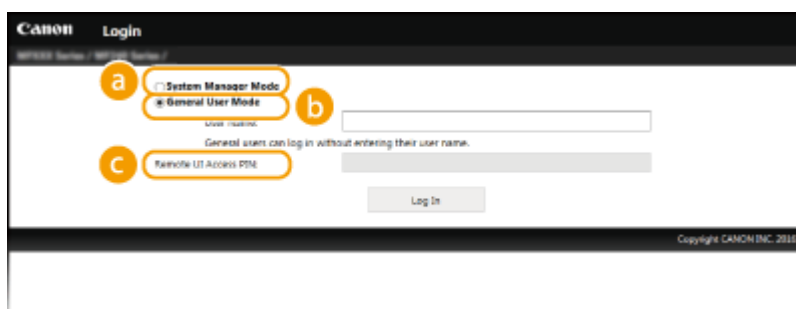 Canon Login
a
System Manager Mode
General User Mode
b
User Name:
General users can log in without entering their user name.
c
Remote UI Access PIN:
Log In
Copyright CANON INC. 2016